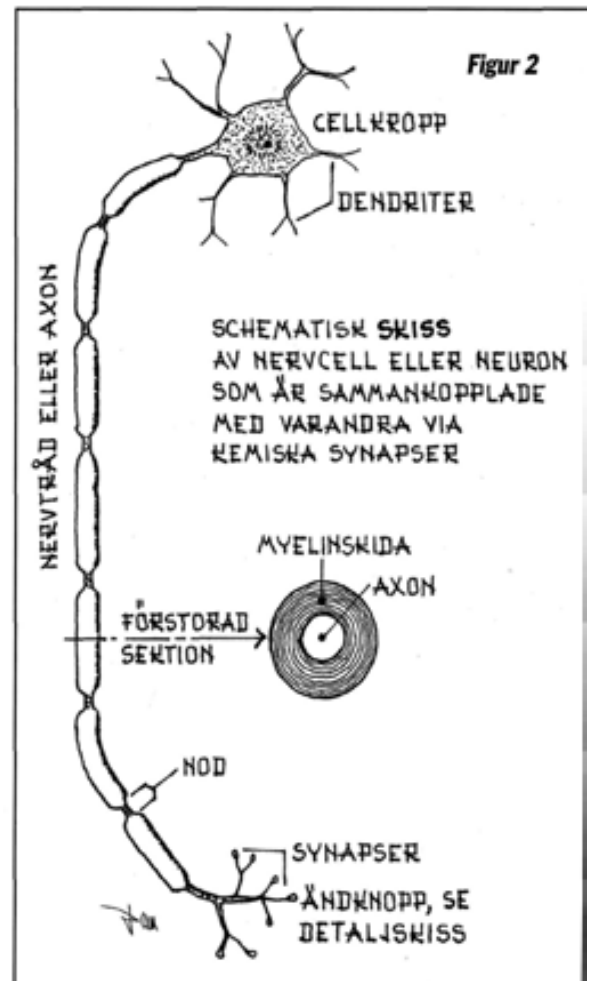 Figur 2
CELLKROPP
DENDRITER
NERVTRÅD ELLER AXON
SCHEMATISK SKISS
AV NERVCELL ELLER NEURON
SOM ÄR SAMMANKOPPLADE
MED VARANDRA VIA
KEMISKA SYNAPSER
MYELINSKIDA
AXON
FÖRSTORAD
SEKTION
NOD
SYNAPSER
ÄNDKNOPP, SE
DETALJSKISS